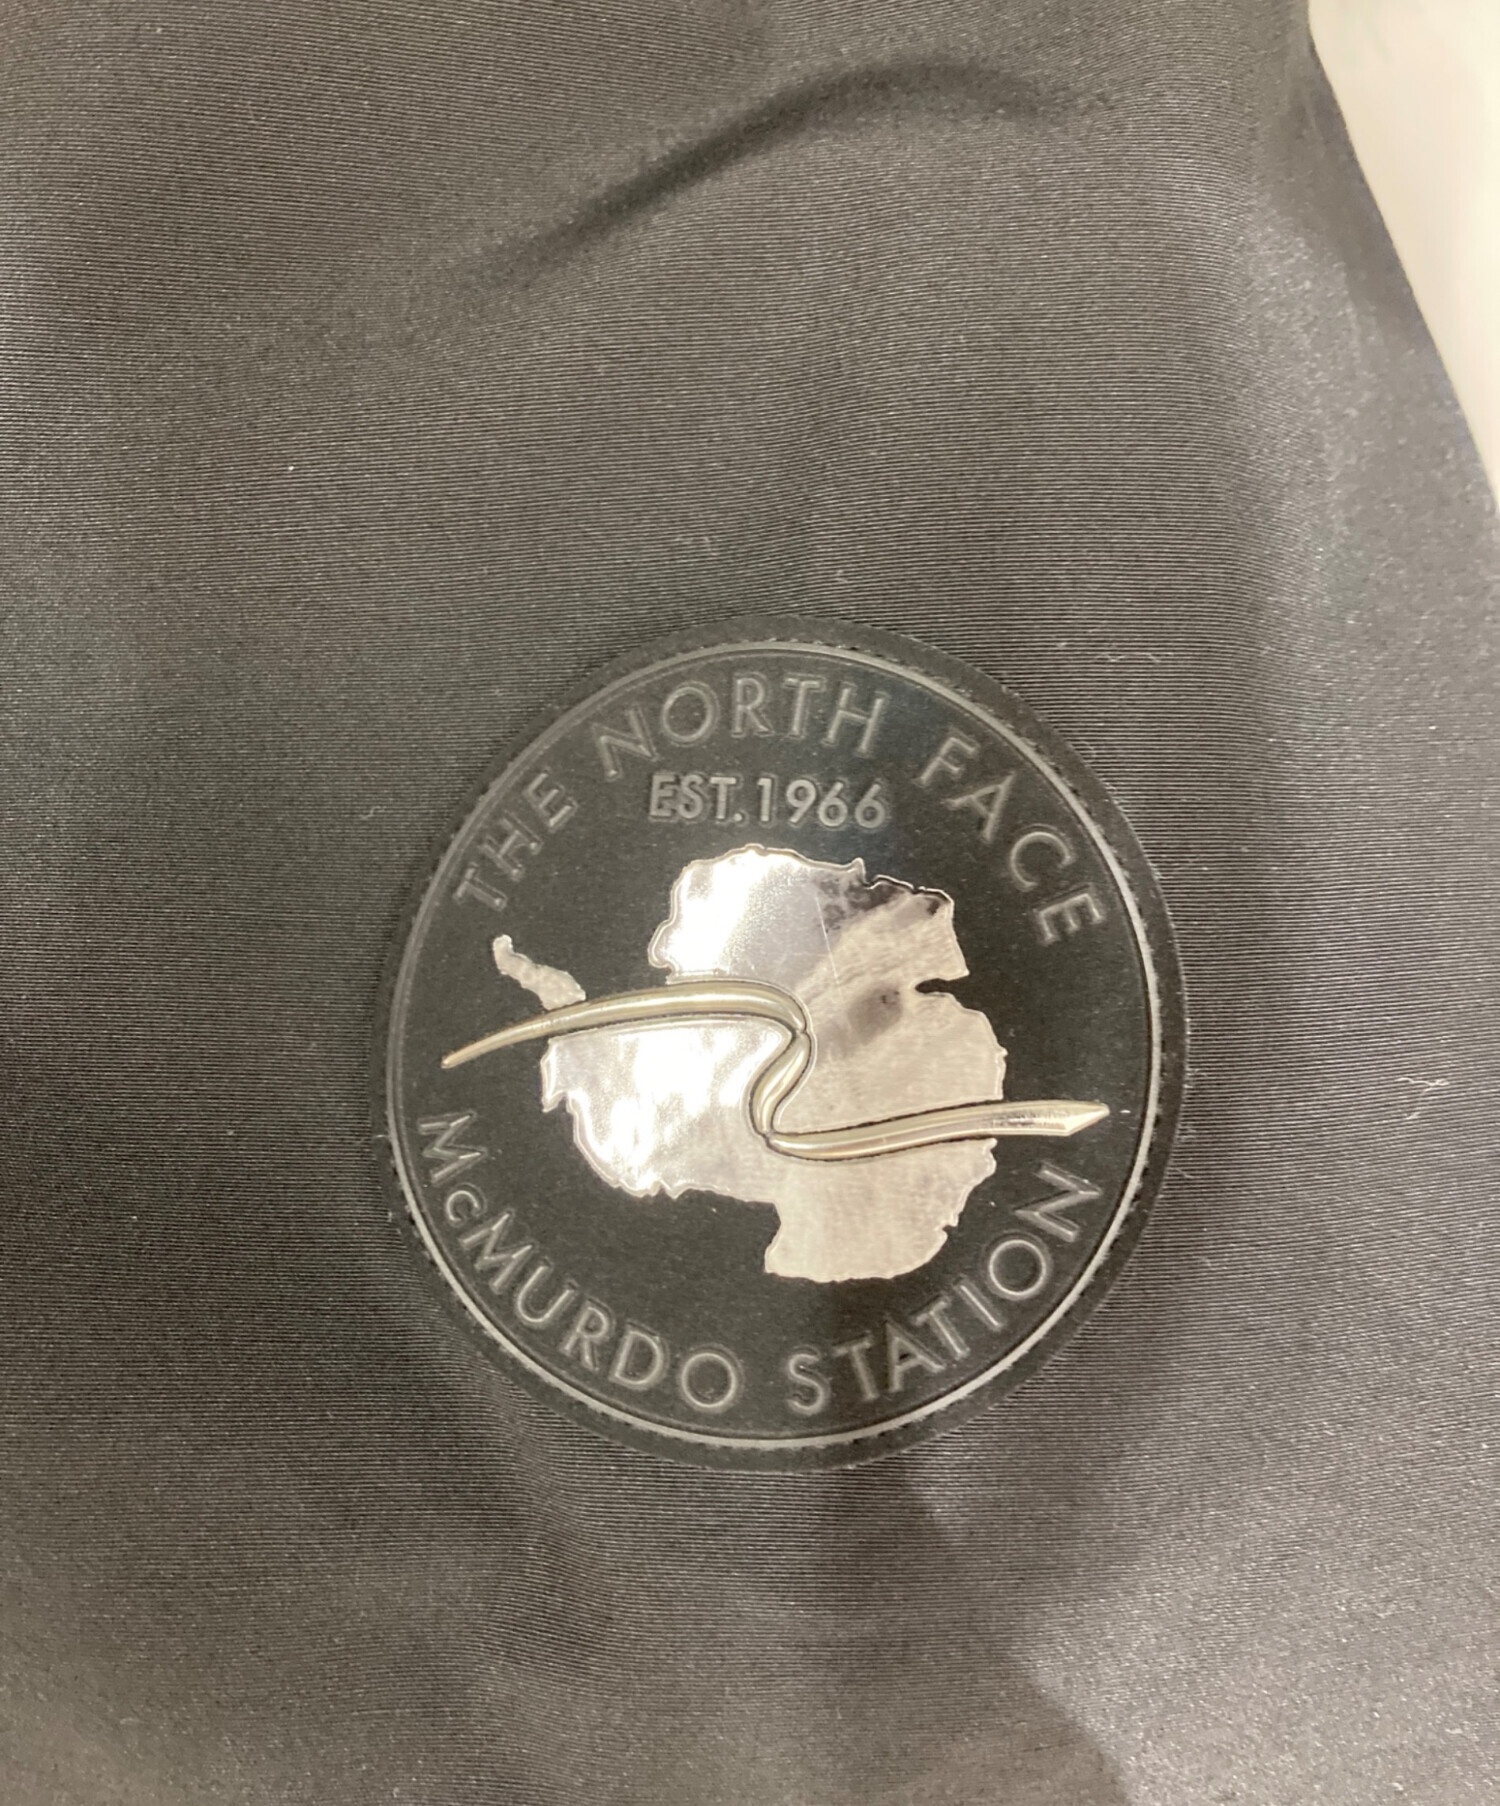 THE NORTH FACE
EST.1966
McMURDO STATION